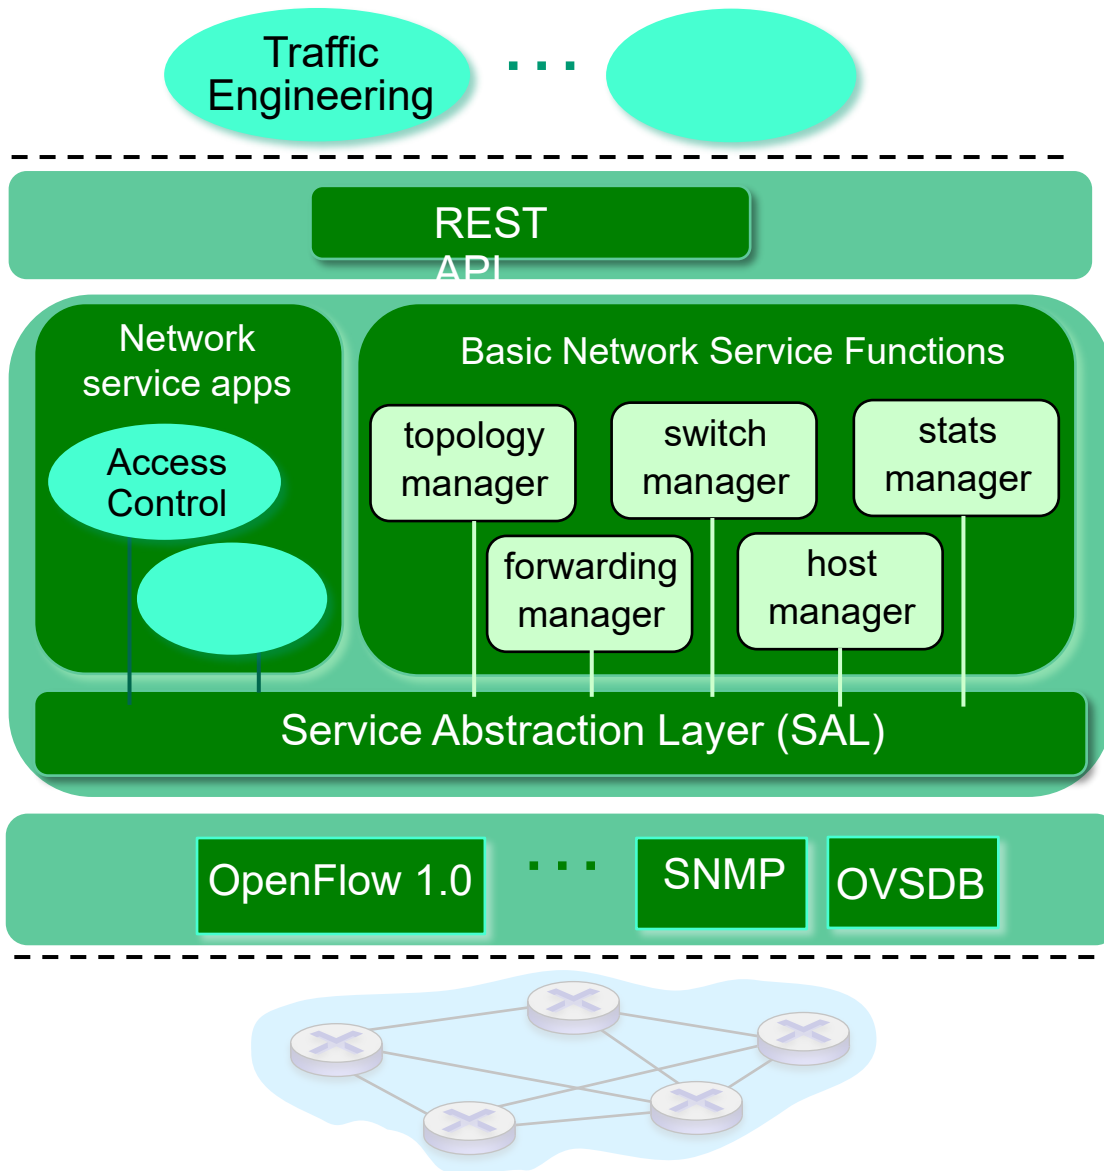 Traffic
Engineering
. . .
REST
API
Network
service apps
Basic Network Service Functions
Access
Control
topology
manager
switch
manager
stats
manager
forwarding
manager
host
manager
Service Abstraction Layer (SAL)
OpenFlow 1.0
. . .
SNMP
OVSDB